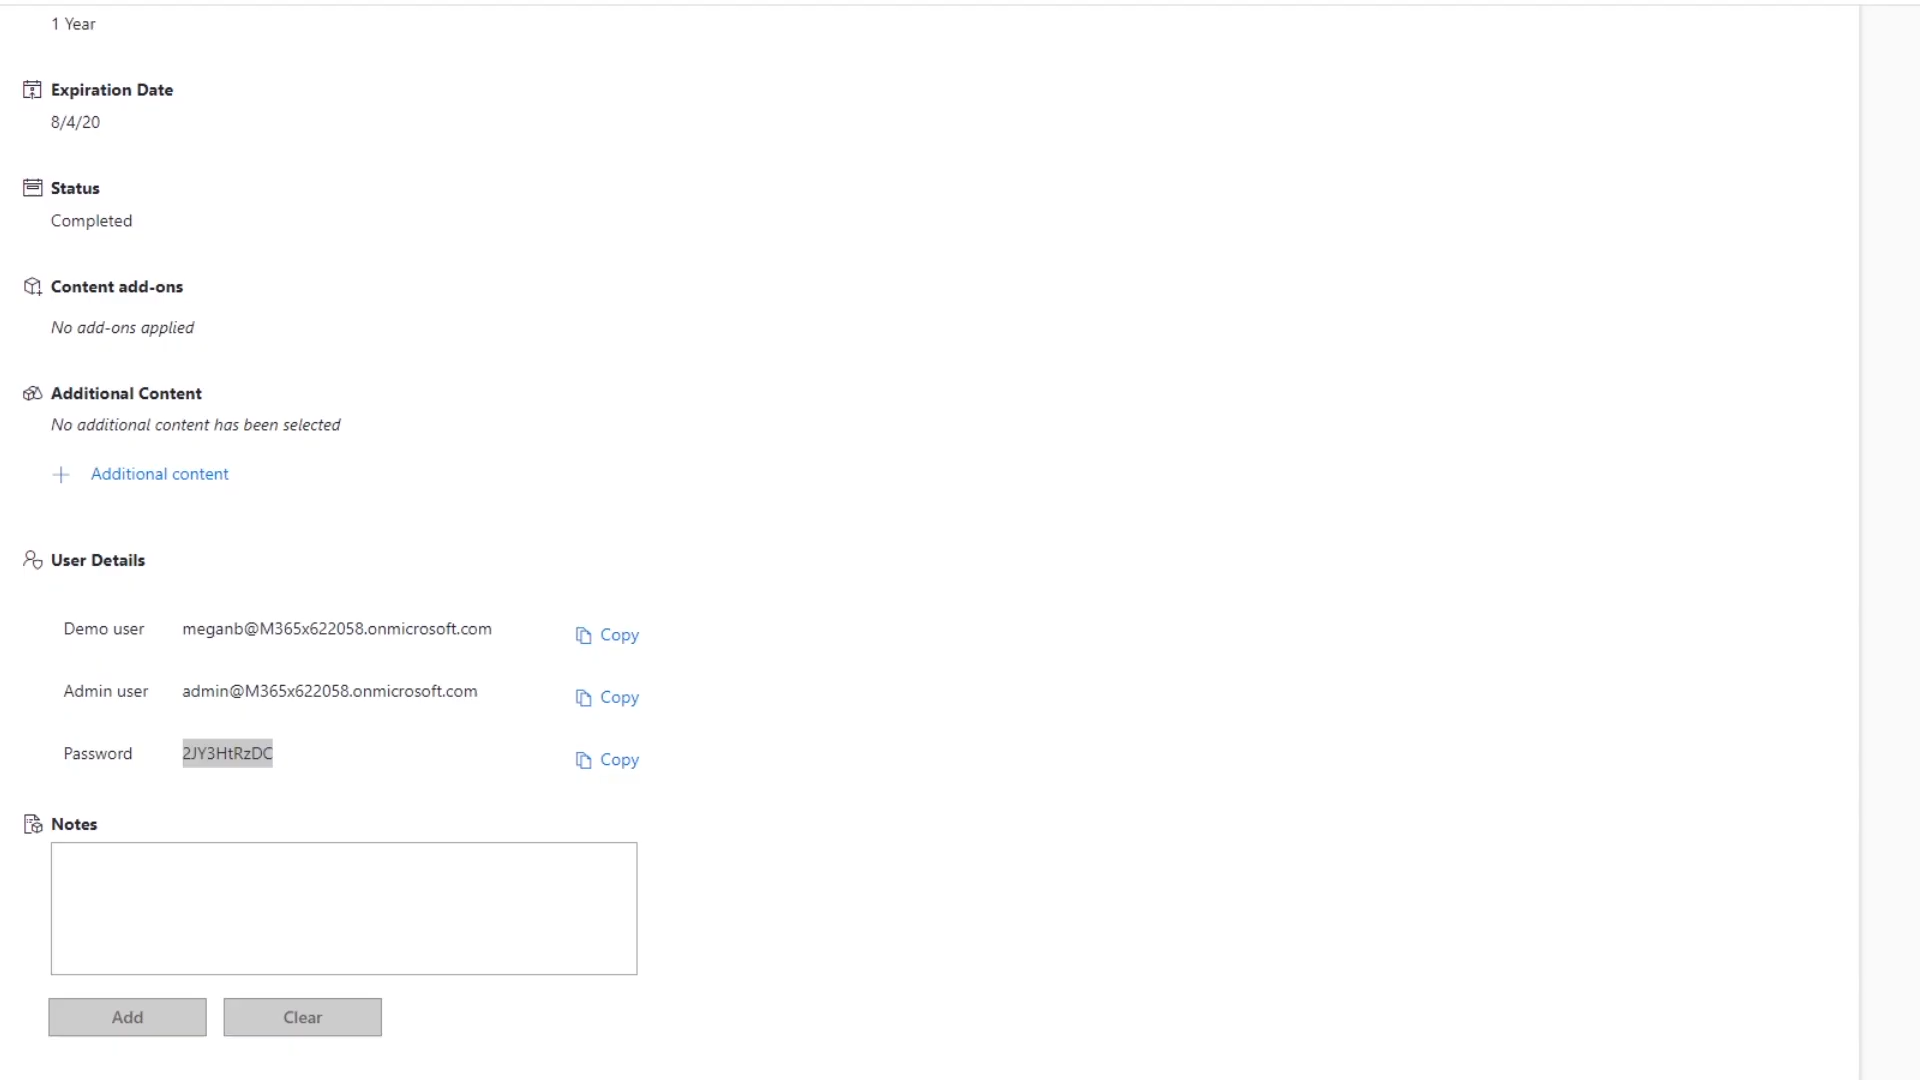 1 Year
Expiration Date
8/4/20
Status
Completed
Content add-ons
No add-ons applied
Additional Content
No additional content has been selected
Additional content
User Details
Demo user meganb@M365x622058.onmicrosoft.com Copy
Admin user admin@M365x622058.onmicrosoft.com Copy
Password 2JY3HtRzDC Copy
Notes
Add Clear